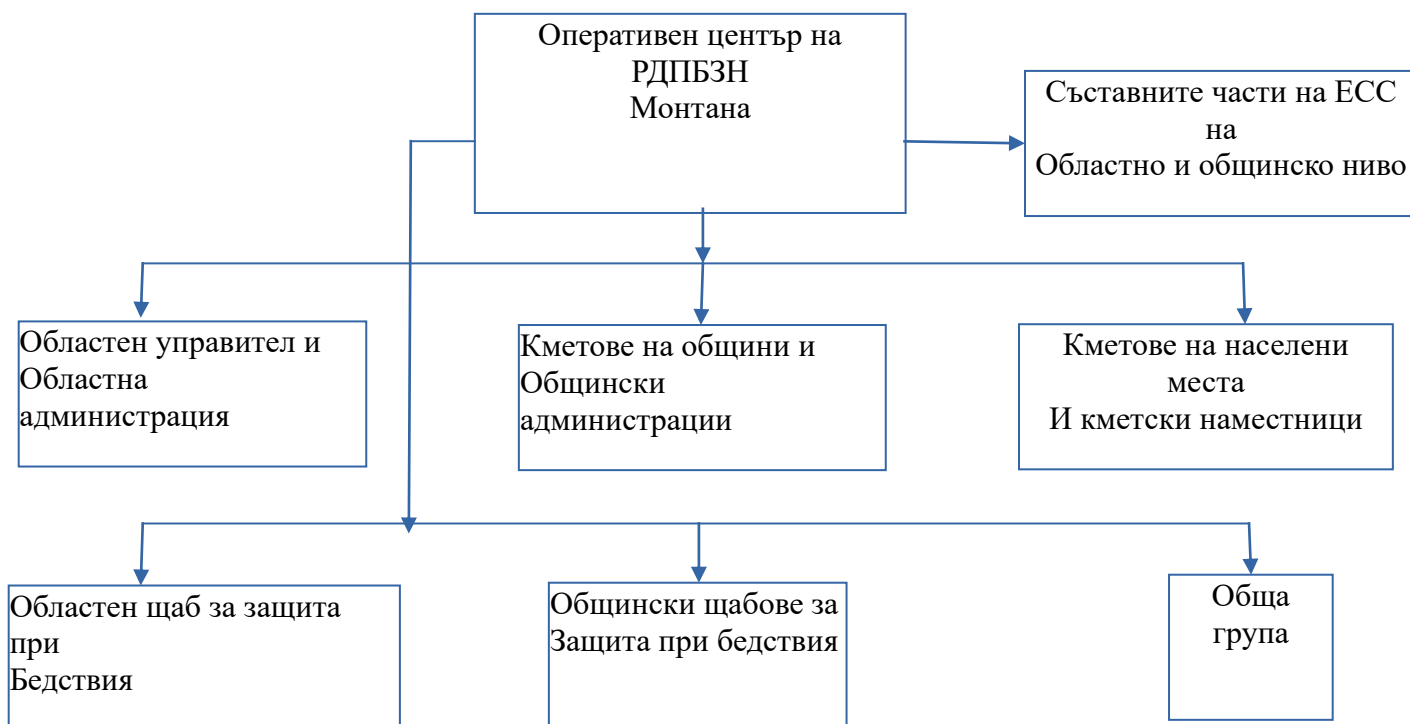 Оперативен център на
РДПБЗН
Монтана
Съставните части на ЕСС
на
Областно и общинско ниво
Областен управител и
Областна
администрация
Кметове на общини и
Общински
администрации
Кметове на населени
места
И кметски наместници
Областен щаб за защита
при
Бедствия
Общински щабове за
Защита при бедствия
Обща
група